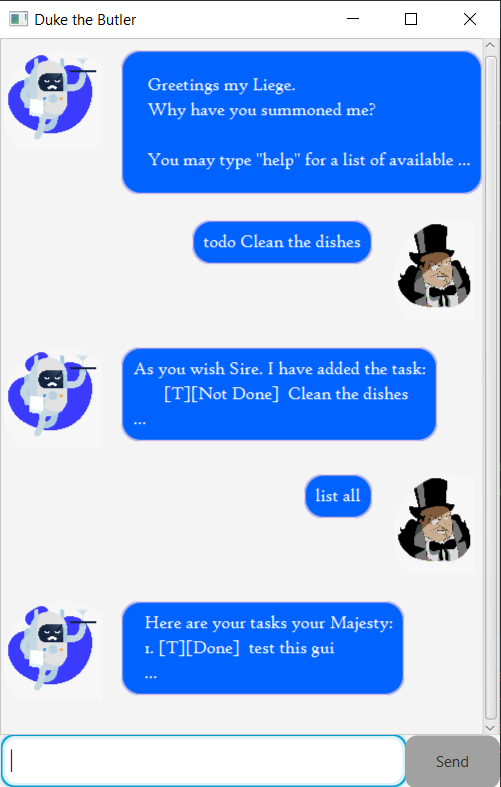 Duke the Butler
Greetings my Liege.
Why have you summoned me?
You may type "help" for a list of available ...
todo Clean the dishes
As you wish Sire. I have added the task:
[T][Not Done]  Clean the dishes
...
list all
Here are your tasks your Majesty:
1. [T][Done]  test this gui
...
Send